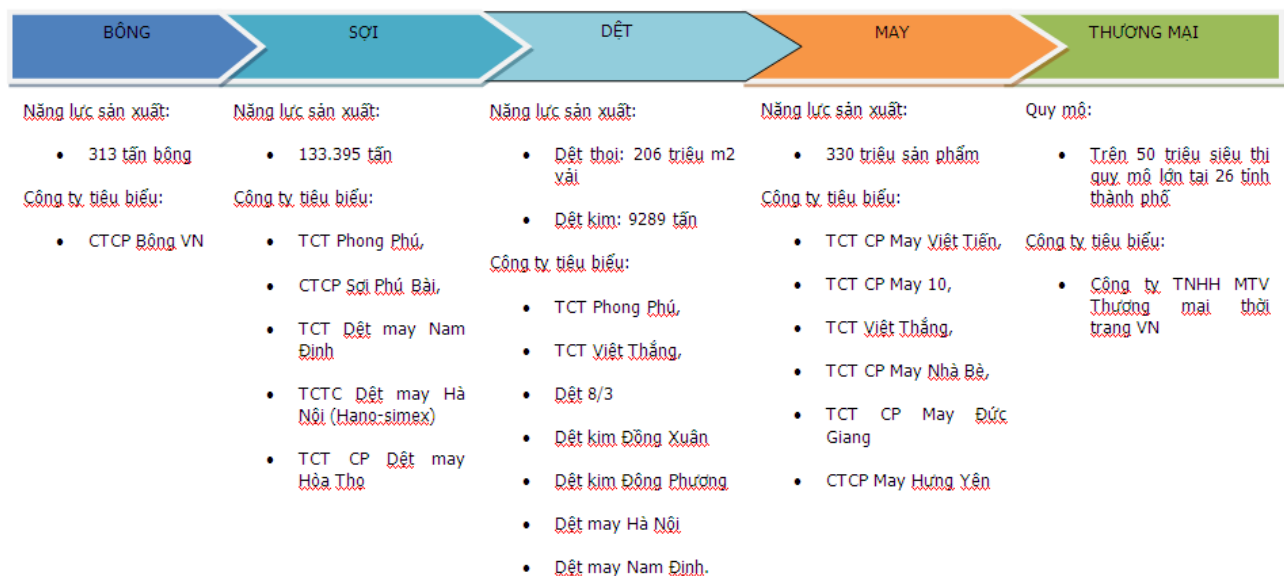 BÔNG
SỢI
DỆT
MAY
THƯƠNG MẠI
Năng lực sản xuất:
• 313 tấn bông
Công ty tiêu biểu:
• CTCP Bông VN
Năng lực sản xuất:
• 133.395 tấn
Công ty tiêu biểu:
• TCT Phong Phú,
• CTCP Sợi Phú Bài,
• TCT Dệt may Nam
Định
• TCTC Dệt may Hà
Nội (Hano-simex)
• TCT CP Dệt may
Hòa Thọ
Năng lực sản xuất:
• Dệt thoi: 206 triệu m2
vải
• Dệt kim: 9289 tấn
Công ty tiêu biểu:
• TCT Phong Phú,
• TCT Việt Thắng,
• Dệt 8/3
• Dệt kim Đồng Xuân
• Dệt kim Đông Phương
• Dệt may Hà Nội
• Dệt may Nam Định.
Năng lực sản xuất:
• 330 triệu sản phẩm
Công ty tiêu biểu:
• TCT CP May Việt Tiến,
• TCT CP May 10,
• TCT Việt Thắng,
• TCT CP May Nhà Bè,
• TCT CP May Đức
Giang
• CTCP May Hưng Yên
Quy mô:
• Trên 50 triệu siêu thị
quy mô lớn tại 26 tỉnh
thành phố
Công ty tiêu biểu:
• Công ty TNHH MTV
Thương mại thời
trang VN